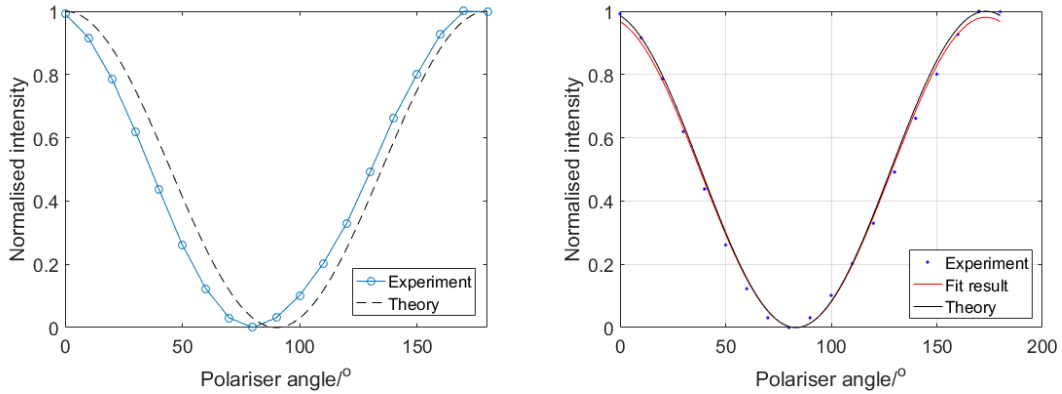 1
0.8
0.6
0.4
0.2
0
Normalised intensity
0
50
100
150
Polariser angle/o
Experiment
Theory
1
0.8
0.6
0.4
0.2
0
Normalised intensity
0
50
100
150
200
Polariser angle/o
Experiment
Fit result
Theory